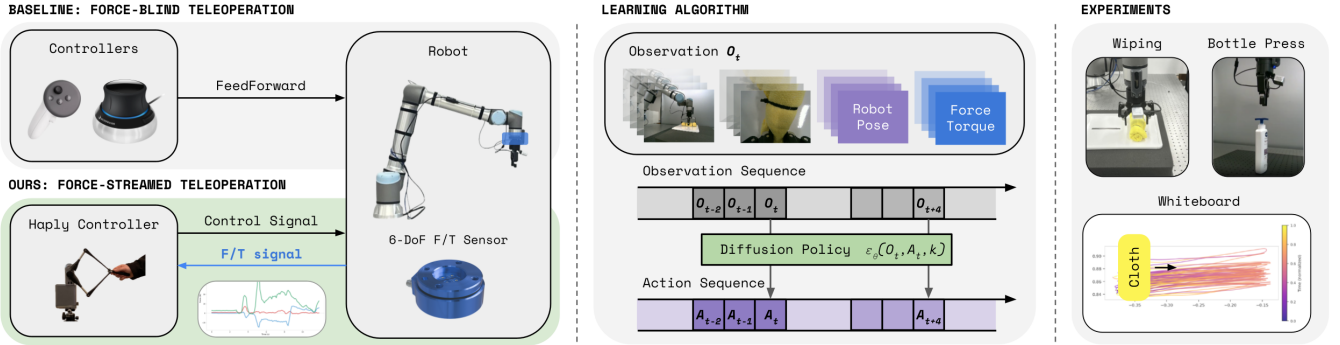 BASELINE: FORCE-BLIND TELEOPERATION
Controllers
FeedForward
Robot
OURS: FORCE-STREAMED TELEOPERATION
Haply Controller
Control Signal
F/T signal
6-DoF F/T Sensor
LEARNING ALGORITHM
Observation O_t
Robot
Pose
Force
Torque
Observation Sequence
O_t-2 O_t-1 O_t O_t+4
Diffusion Policy ε_θ(O_t, A_t, k)
Action Sequence
A_t-2 A_t-1 A_t A_t+4
EXPERIMENTS
Wiping
Bottle Press
Whiteboard
Cloth